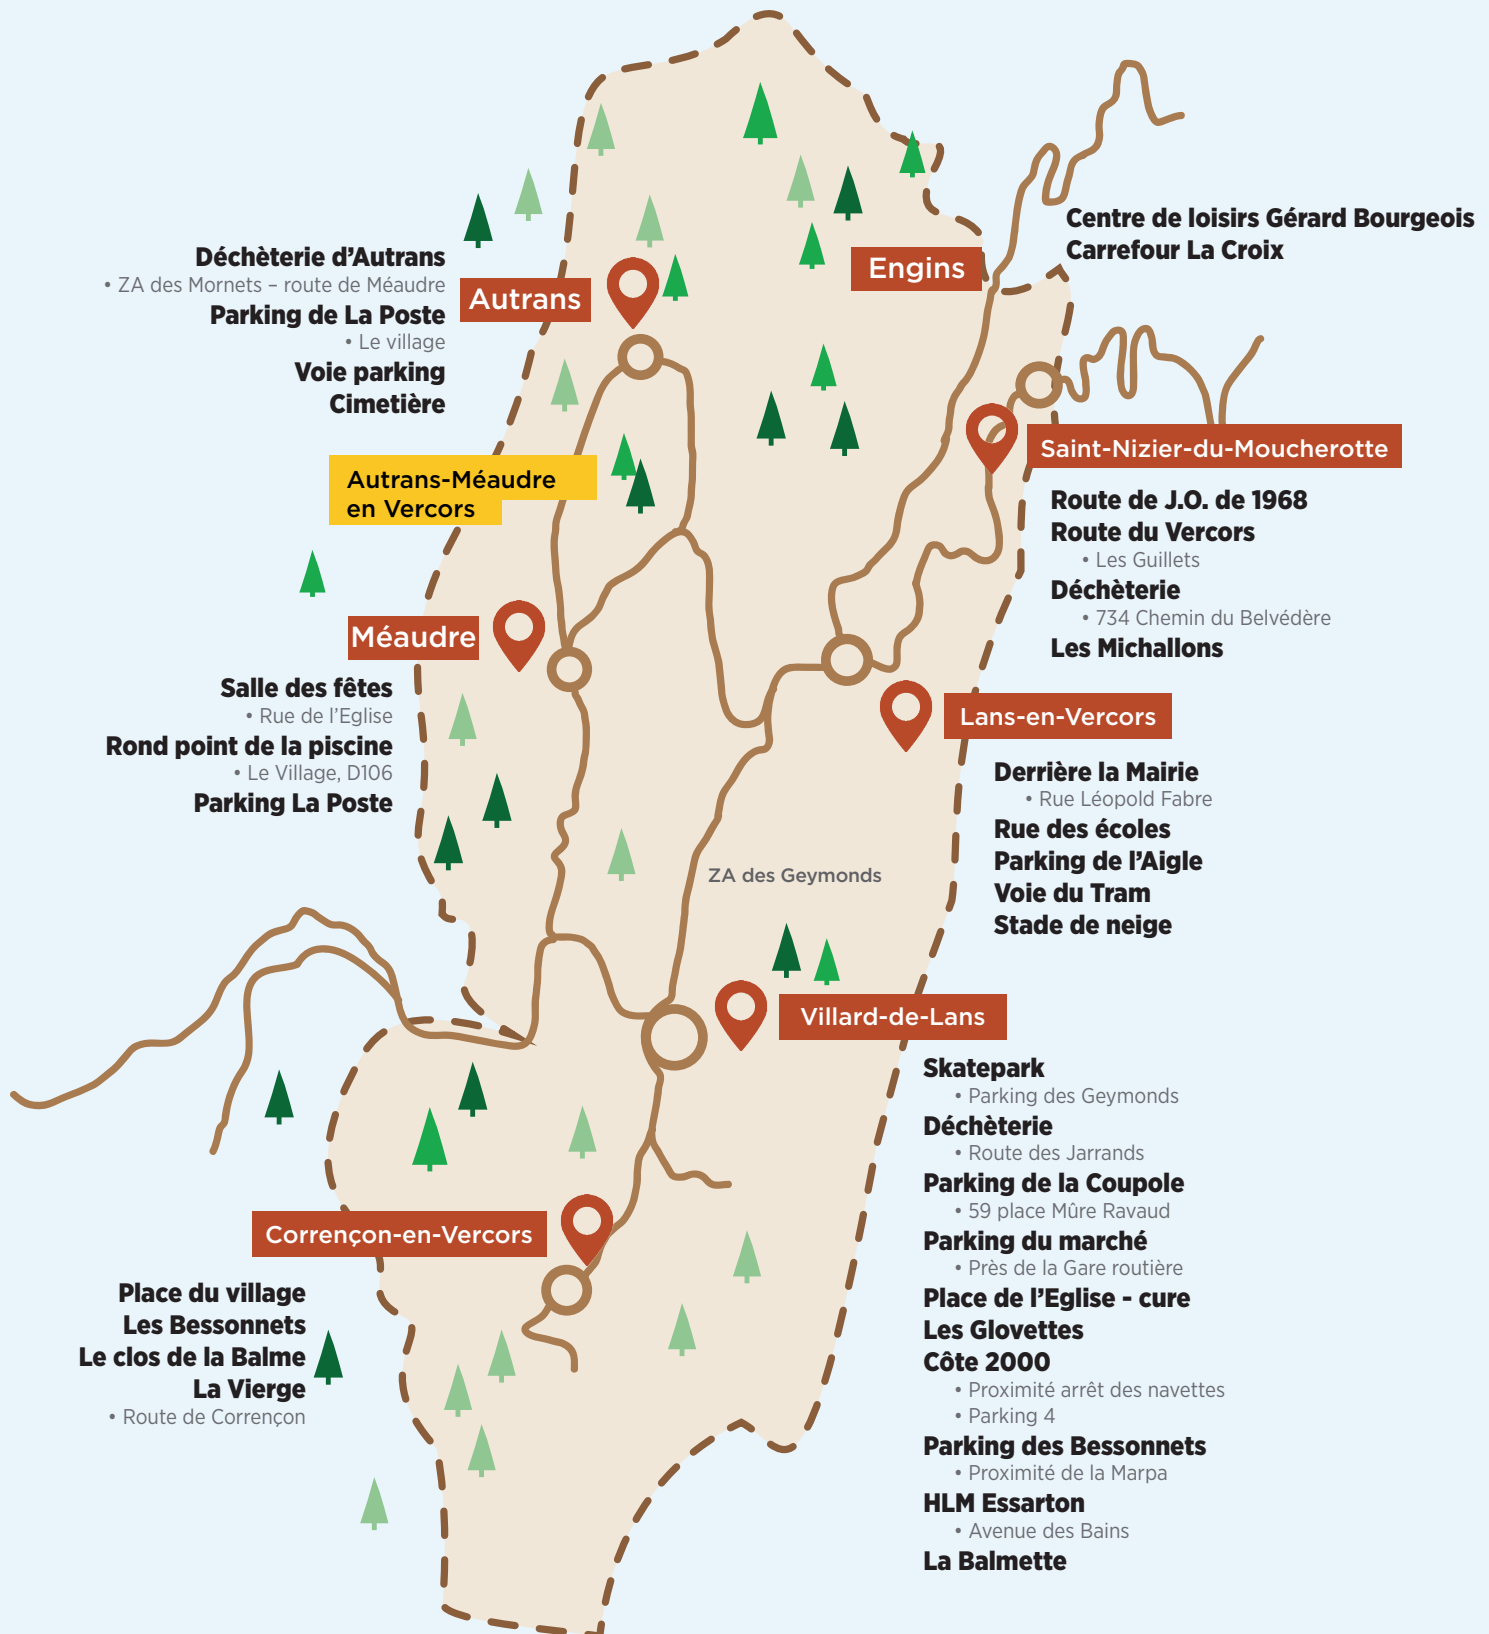 Engins
Centre de loisirs Gérard Bourgeois
Carrefour La Croix
Autrans
Déchèterie d'Autrans
• ZA des Mornets – route de Méaudre
Parking de La Poste
• Le village
Voie parking
Cimetière
Autrans-Méaudre
en Vercors
Saint-Nizier-du-Moucherotte
Route de J.O. de 1968
Route du Vercors
• Les Guillets
Déchèterie
• 734 Chemin du Belvédère
Les Michallons
Méaudre
Salle des fêtes
• Rue de l'Eglise
Rond point de la piscine
• Le Village, D106
Parking La Poste
Lans-en-Vercors
Derrière la Mairie
• Rue Léopold Fabre
Rue des écoles
Parking de l'Aigle
Voie du Tram
Stade de neige
ZA des Geymonds
Villard-de-Lans
Skatepark
• Parking des Geymonds
Déchèterie
• Route des Jarrands
Parking de la Coupole
• 59 place Mûre Ravaud
Parking du marché
• Près de la Gare routière
Place de l'Eglise - cure
Les Glovettes
Côte 2000
• Proximité arrêt des navettes
• Parking 4
Parking des Bessonnets
• Proximité de la Marpa
HLM Essarton
• Avenue des Bains
La Balmette
Corrençon-en-Vercors
Place du village
Les Bessonnets
Le clos de la Balme
La Vierge
• Route de Corrençon